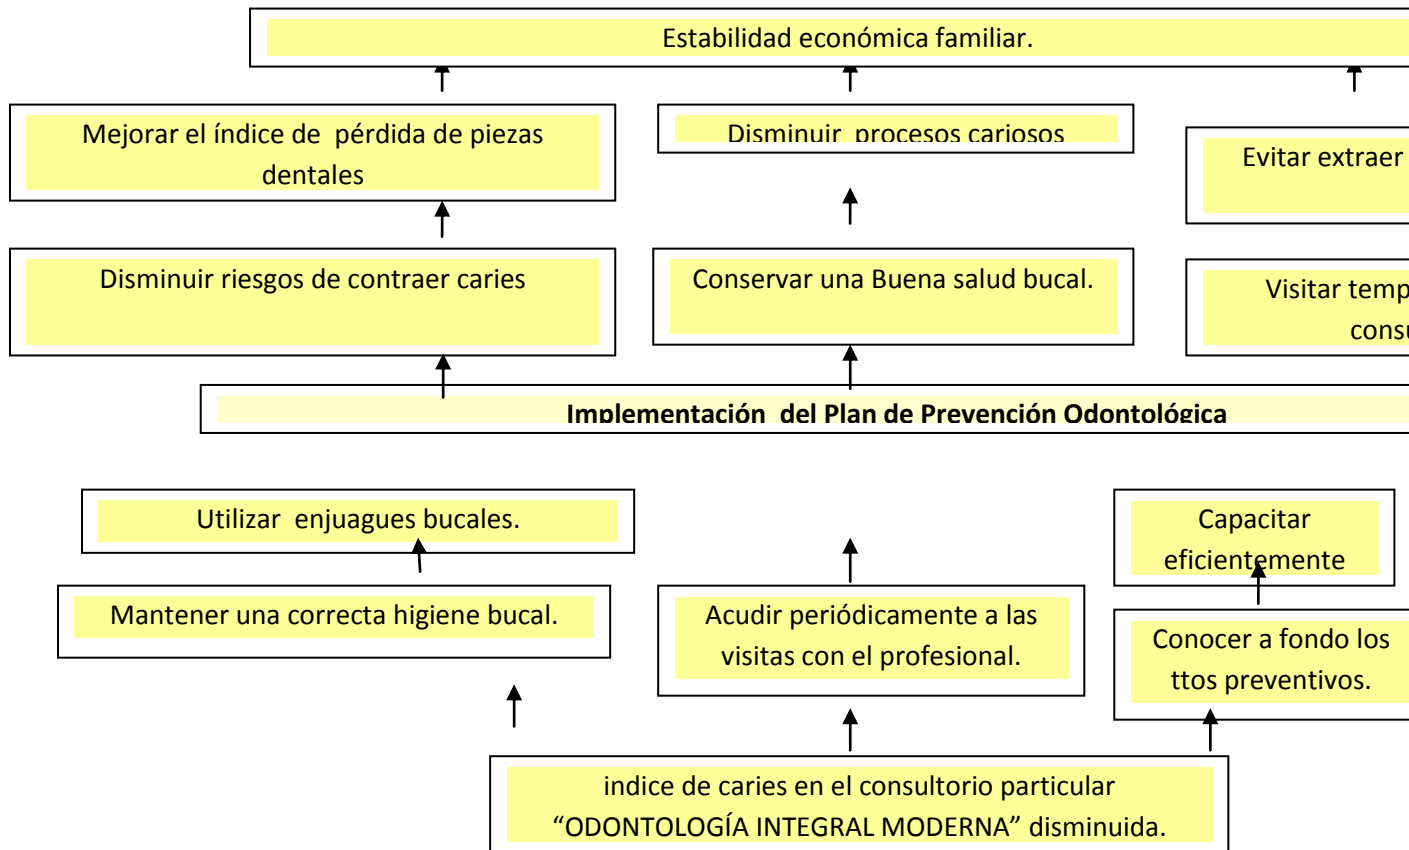 Estabilidad económica familiar.
Mejorar el índice de pérdida de piezas
dentales
Disminuir procesos cariosos
Evitar extraer
Disminuir riesgos de contraer caries
Conservar una Buena salud bucal.
Visitar
Implementación del Plan de Prevención Odontológica
Utilizar enjuagues bucales.
Capacitar
eficientemente
Mantener una correcta higiene bucal.
Acudir periódicamente a las
visitas con el profesional.
Conocer a fondo los
ttos preventivos.
indice de caries en el consultorio particular
“ODONTOLOGÍA INTEGRAL MODERNA” disminuida.